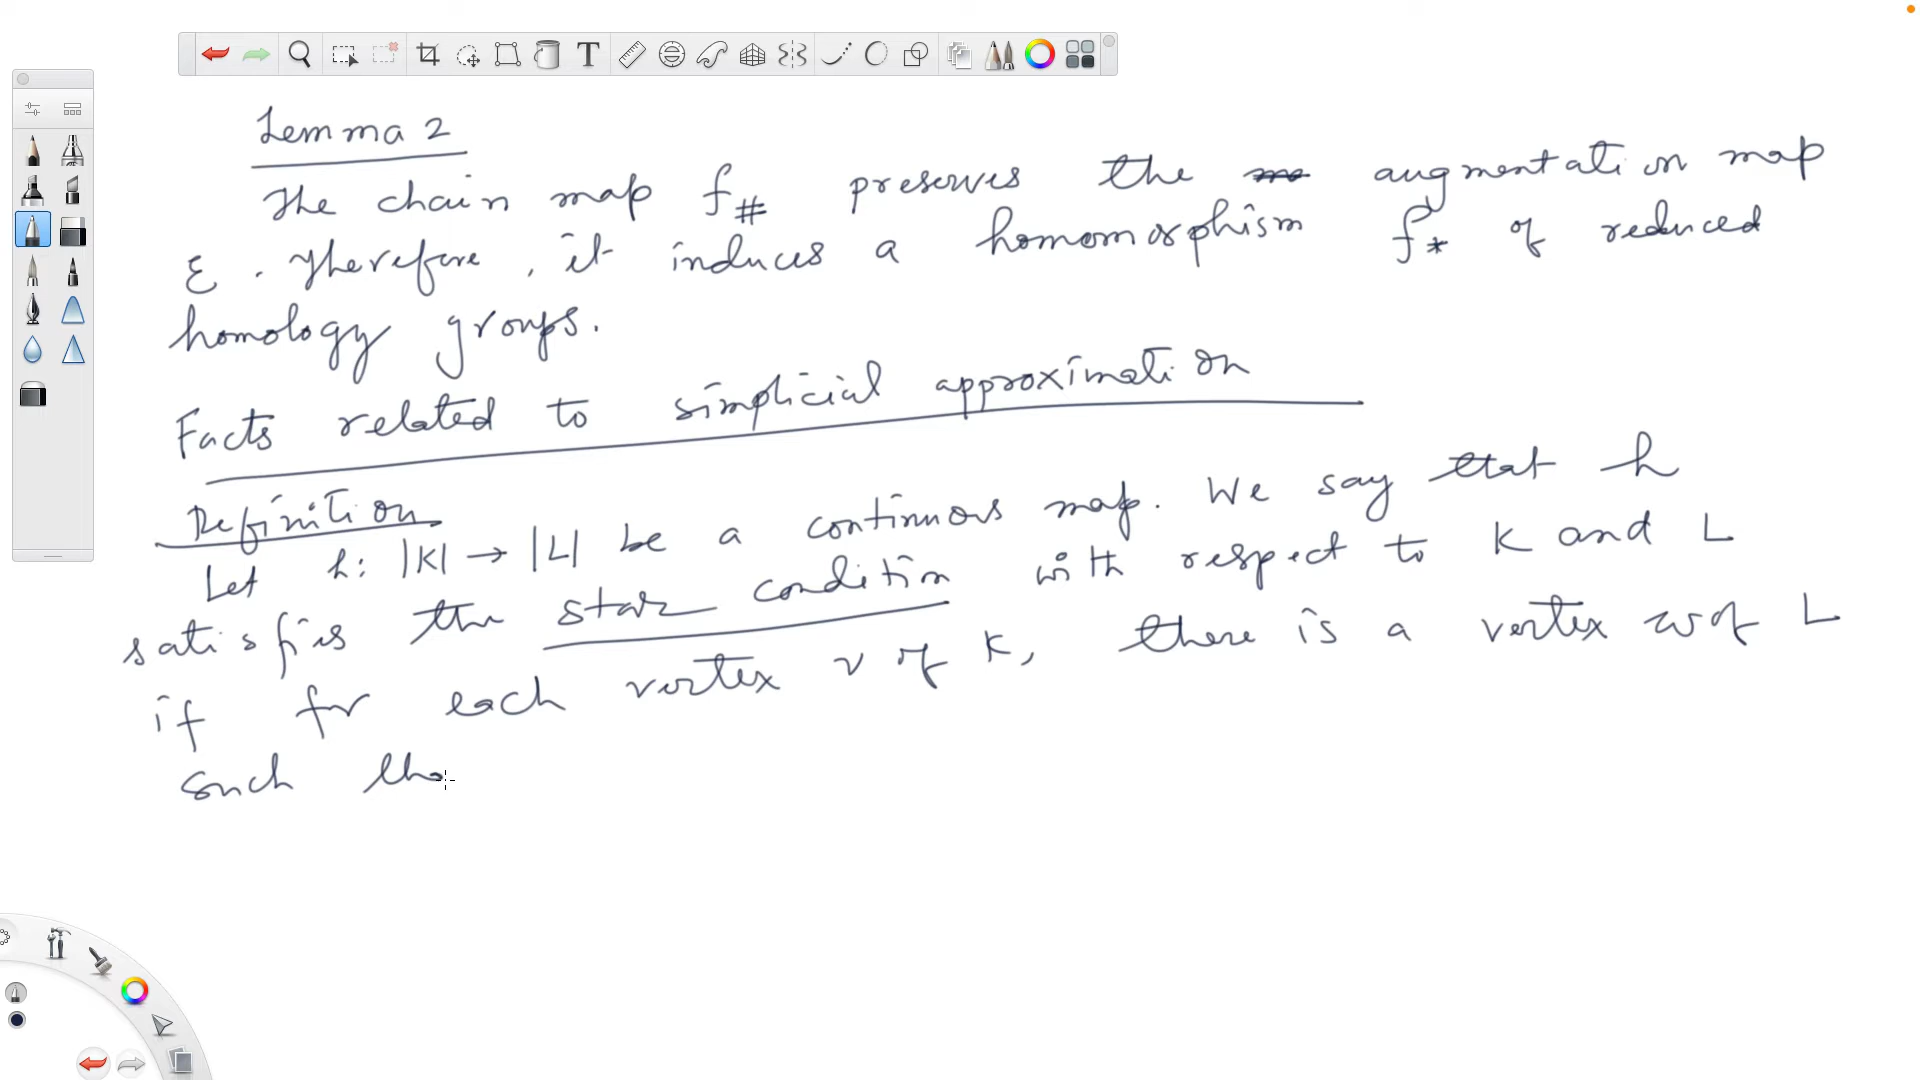 Lemma 2
The chain map f# preserves the augmentation map
ε. Therefore, it induces a homomorphism f* of reduced
homology groups.
Facts related to simplicial approximation
Definition
Let h: |K| → |L| be a continuous map. We say that h
satisfies the star condition with respect to K and L
if for each vertex v of K, there is a vertex w of L
such tha